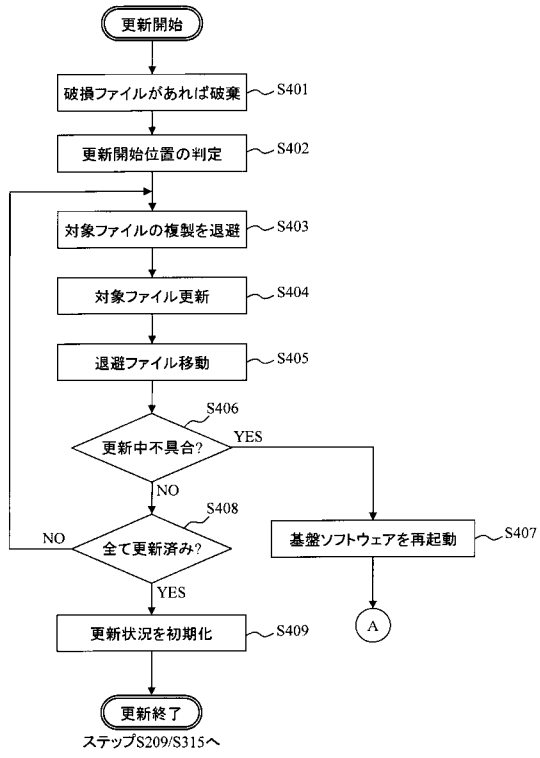 更新開始
破損ファイルがあれば破棄
S401
更新開始位置の判定
S402
対象ファイルの複製を退避
S403
対象ファイル更新
S404
退避ファイル移動
S405
S406
更新中不具合?
YES
NO
S408
NO
全て更新済み?
基盤ソフトウェアを再起動
S407
YES
A
更新状況を初期化
S409
更新終了
ステップS209/S315へ